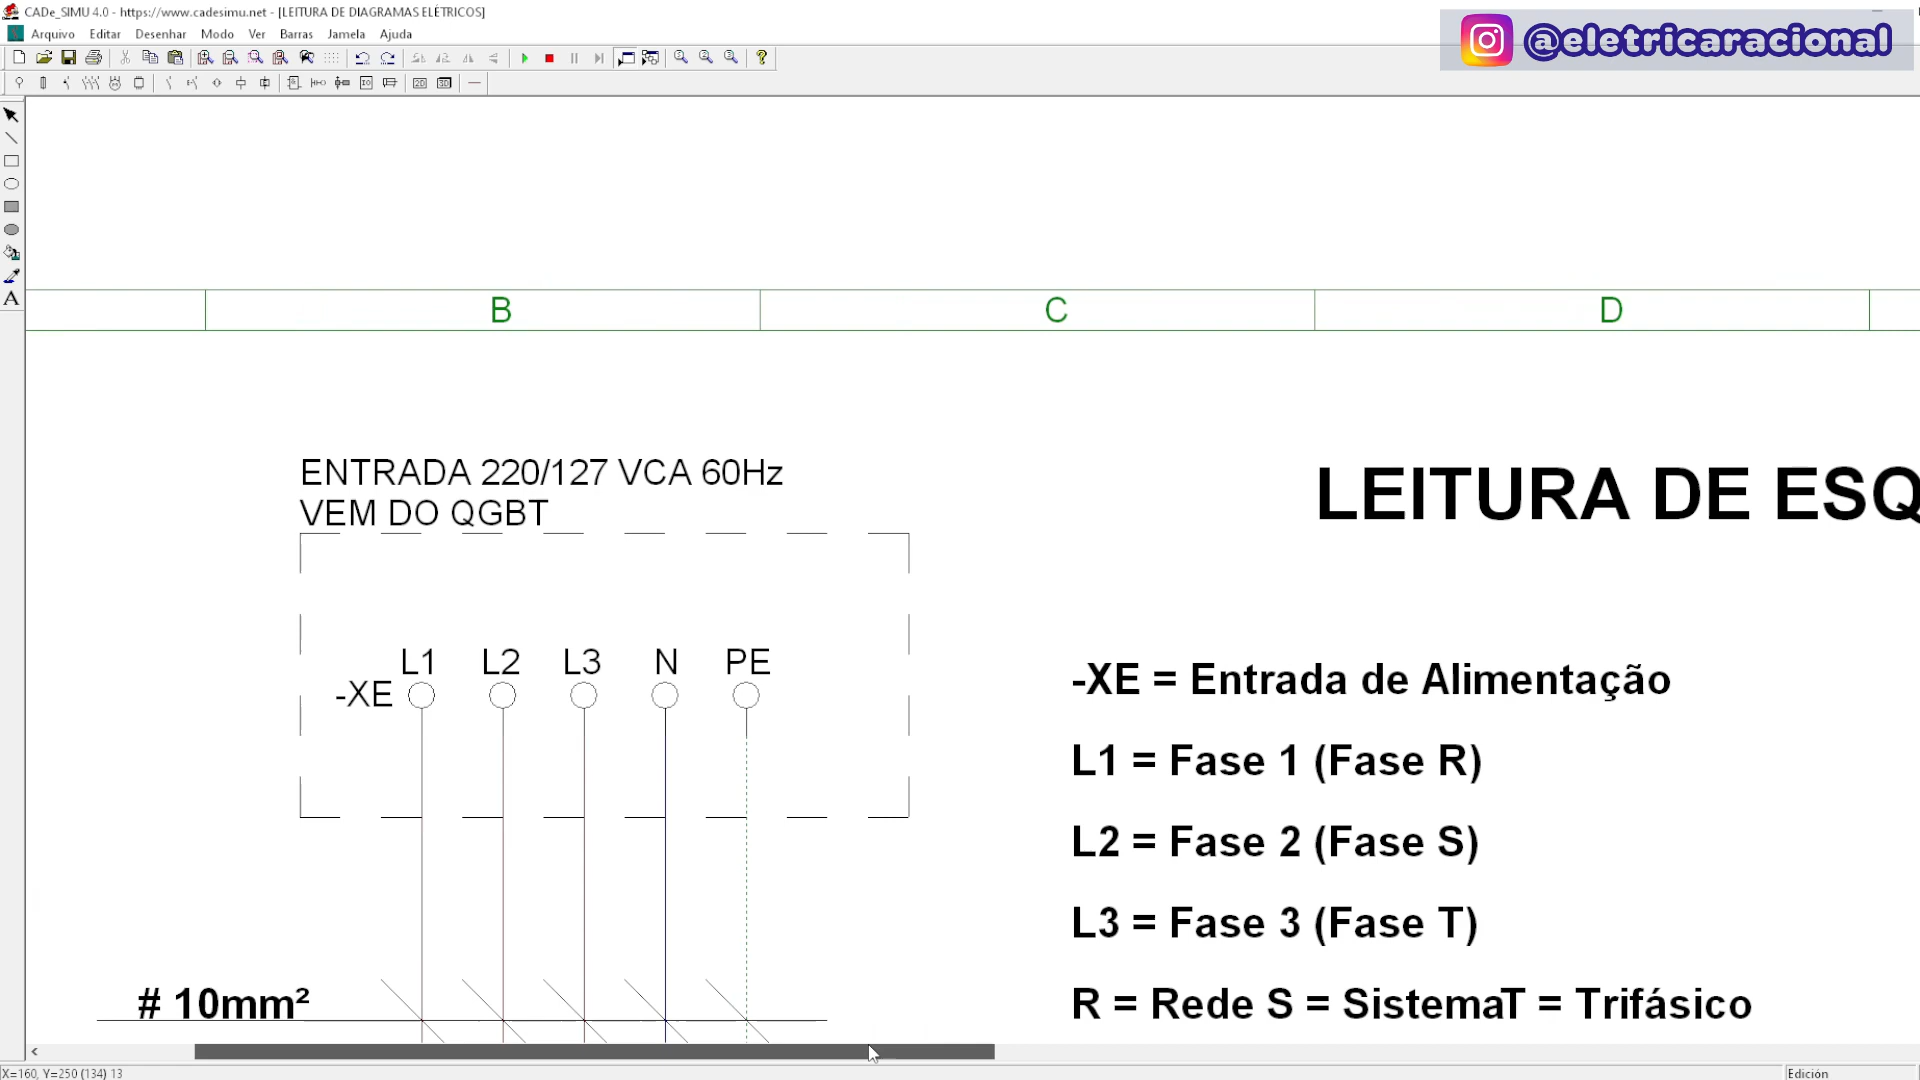 CADe_SIMU 4.0 - https://www.cadesimu.net - [LEITURA DE DIAGRAMAS ELÉTRICOS]
Arquivo Editar Desenhar Modo Ver Barras Jamela Ajuda
@eletricaracional
B C D
ENTRADA 220/127 VCA 60Hz
VEM DO QGBT
LEITURA DE ESQ
L1 L2 L3 N PE
-XE
-XE = Entrada de Alimentação
L1 = Fase 1 (Fase R)
L2 = Fase 2 (Fase S)
L3 = Fase 3 (Fase T)
# 10mm²
R = Rede S = SistemaT = Trifásico
X=160, Y=250 (134) 13
Edición